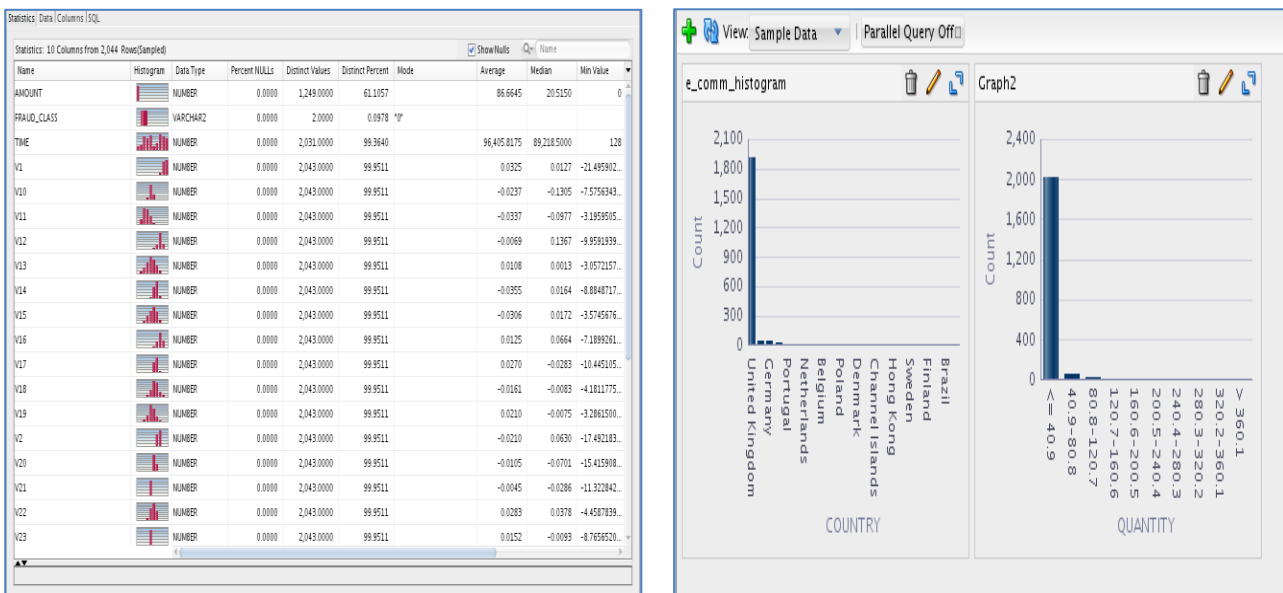 Statistics Data Columns SQL
Statistics: 10 Columns from 2,044 Rows(Sampled)
Show Nulls
Name
Name Histogram Data Type Percent NULLs Distinct Values Distinct Percent Mode Average Median Min Value
AMOUNT NUMBER 0.0000 1,249.0000 61.1057 86.6645 20.5150 0
FRAUD_CLASS VARCHAR2 0.0000 2.0000 0.0978 "0"
TIME NUMBER 0.0000 2,031.0000 99.3640 96,405.8175 89,218.5000 128
V1 NUMBER 0.0000 2,043.0000 99.9511 0.0325 0.0127 -21.495902...
V10 NUMBER 0.0000 2,043.0000 99.9511 -0.0237 -0.1305 -7.5756343...
V11 NUMBER 0.0000 2,043.0000 99.9511 -0.0337 -0.0977 -3.1959505...
V12 NUMBER 0.0000 2,043.0000 99.9511 -0.0069 0.1367 -9.9591939...
V13 NUMBER 0.0000 2,043.0000 99.9511 0.0108 0.0013 -3.0572157...
V14 NUMBER 0.0000 2,043.0000 99.9511 -0.0355 0.0164 -8.8848717...
V15 NUMBER 0.0000 2,043.0000 99.9511 -0.0306 0.0172 -3.5745676...
V16 NUMBER 0.0000 2,043.0000 99.9511 0.0125 0.0664 -7.1899261...
V17 NUMBER 0.0000 2,043.0000 99.9511 0.0270 -0.0283 -10.445105...
V18 NUMBER 0.0000 2,043.0000 99.9511 -0.0161 -0.0083 -4.1811775...
V19 NUMBER 0.0000 2,043.0000 99.9511 0.0210 -0.0075 -3.2861500...
V2 NUMBER 0.0000 2,043.0000 99.9511 -0.0210 0.0630 -17.492183...
V20 NUMBER 0.0000 2,043.0000 99.9511 -0.0105 -0.0701 -15.415908...
V21 NUMBER 0.0000 2,043.0000 99.9511 -0.0045 -0.0286 -11.322842...
V22 NUMBER 0.0000 2,043.0000 99.9511 0.0283 0.0378 -4.4587839...
V23 NUMBER 0.0000 2,043.0000 99.9511 0.0152 -0.0093 -8.7656520...
View: Sample Data Parallel Query Off
e_comm_histogram
2,100
1,800
1,500
1,200
900
600
300
0
Count
United Kingdom
Germany
Portugal
Netherlands
Belgium
Poland
Denmark
Channel Islands
Hong Kong
Sweden
Finland
Brazil
COUNTRY
Graph2
2,400
2,000
1,600
1,200
800
400
0
Count
<= 40.9
40.9-80.8
80.8-120.7
120.7-160.6
160.6-200.5
200.5-240.4
240.4-280.3
280.3-320.2
320.2-360.1
> 360.1
QUANTITY